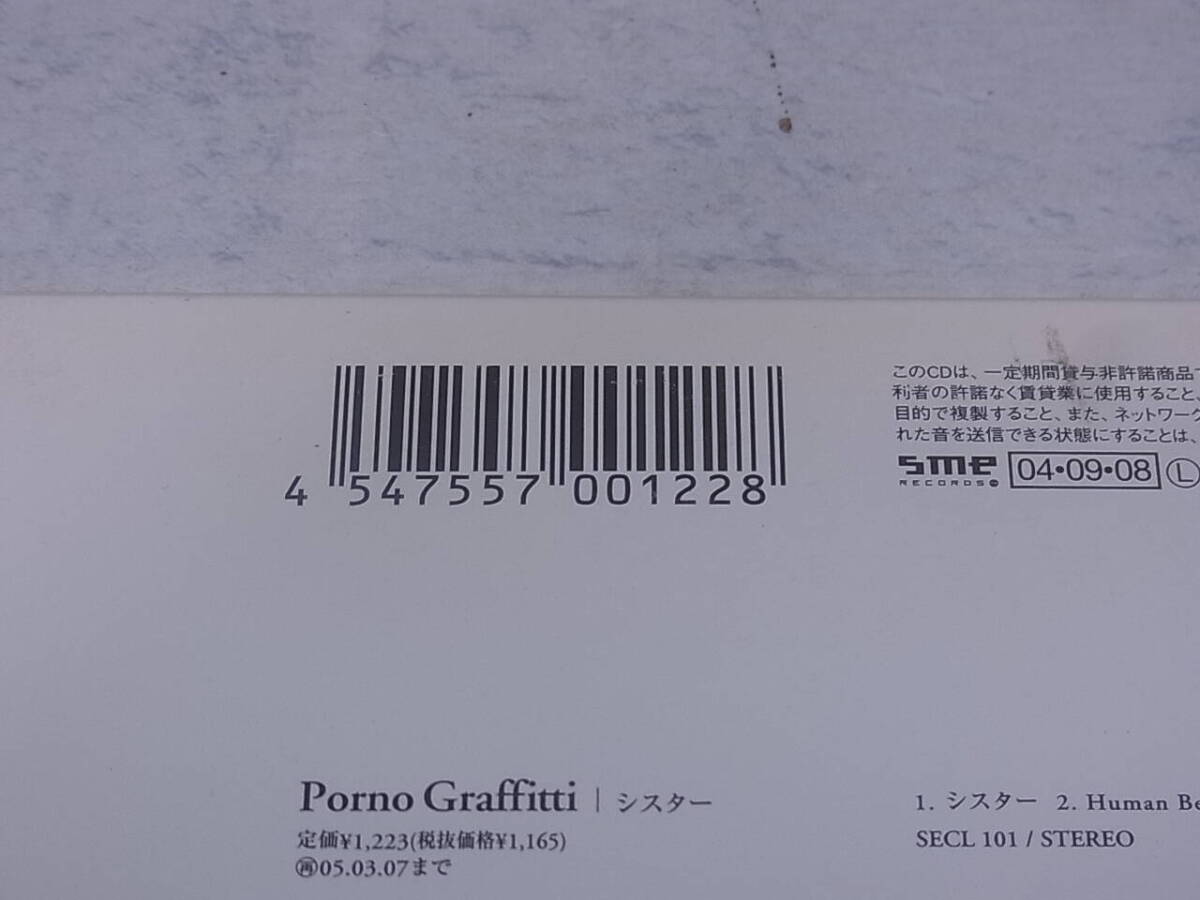 4 547557 001228
このCDは、一定期間貸与非許諾商品で
利者の許諾なく賃貸業に使用すること、
目的で複製すること、また、ネットワーク
れた音を送信できる状態にすることは、
sme RECORDS 04•09•08 Ⓛ
Porno Graffitti | シスター
定価¥1,223(税抜価格¥1,165)
㊢05.03.07まで
1. シスター 2. Human Be
SECL 101 / STEREO